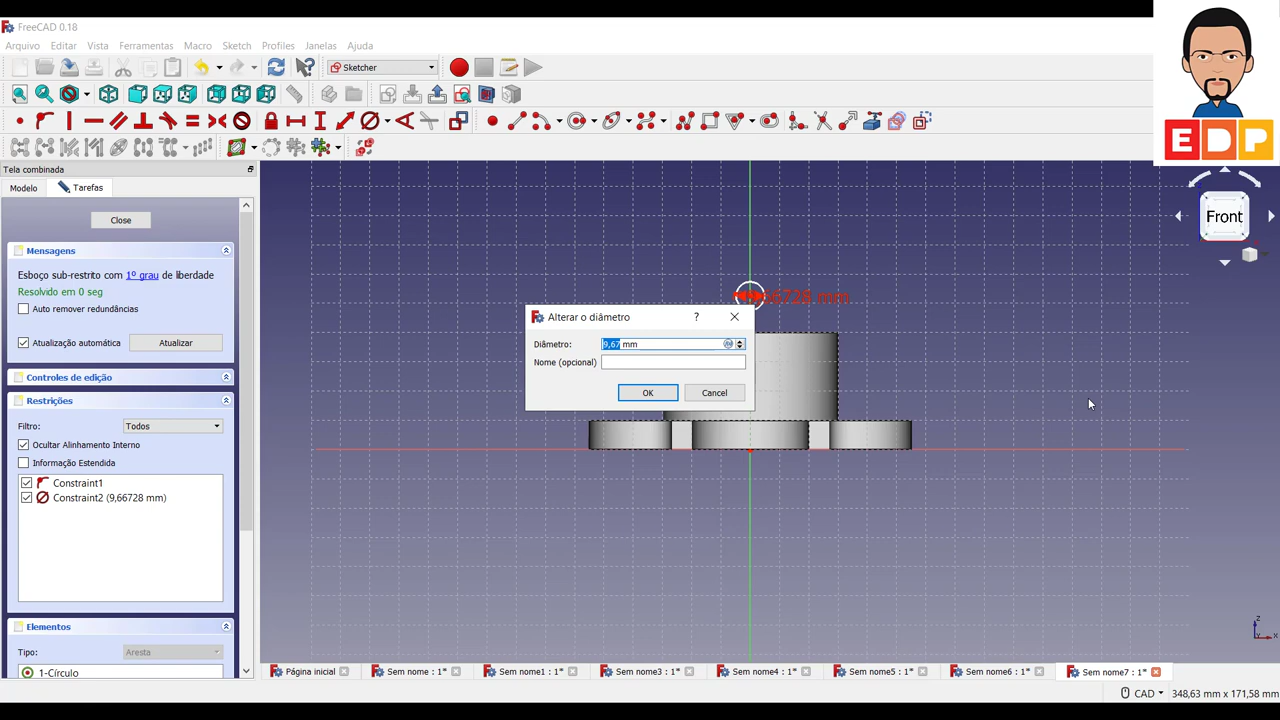 FreeCAD 0.18
Arquivo Editar Vista Ferramentas Macro Sketch Profiles Janelas Ajuda
Sketcher
EDP
Tela combinada
Modelo Tarefas
Close
Front
Mensagens
Esboço sub-restrito com 1º grau de liberdade
Resolvido em 0 seg
Auto remover redundâncias
Atualização automática Atualizar
Controles de edição
Restrições
Filtro: Todos
Ocultar Alinhamento Interno
Informação Estendida
Constraint1
Constraint2 (9,66728 mm)
Elementos
Tipo: Aresta
1-Círculo
66728 mm
Alterar o diâmetro ?
Diâmetro: 9,67 mm
Nome (opcional)
OK Cancel
z
x
Página inicial Sem nome : 1* Sem nome1 : 1* Sem nome3 : 1* Sem nome4 : 1* Sem nome5 : 1* Sem nome6 : 1* Sem nome7 : 1*
CAD 348,63 mm x 171,58 mm